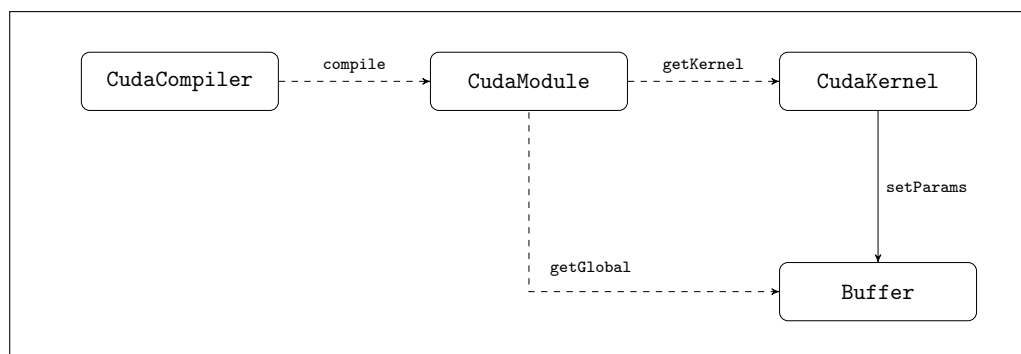 CudaCompiler
compile
CudaModule
getKernel
CudaKernel
setParams
getGlobal
Buffer